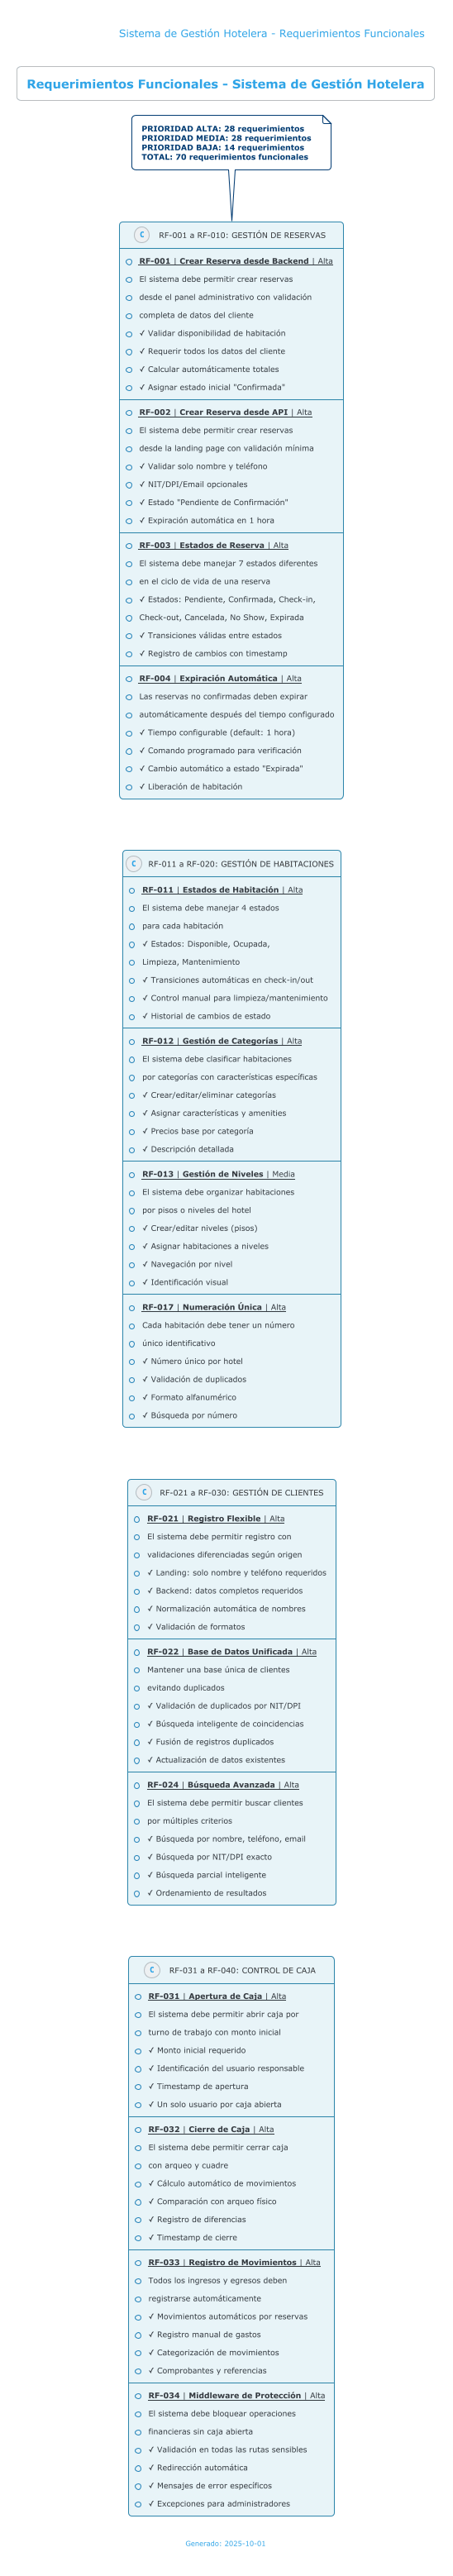 Sistema de Gestión Hotelera - Requerimientos Funcionales
Requerimientos Funcionales - Sistema de Gestión Hotelera
PRIORIDAD ALTA: 28 requerimientos
PRIORIDAD MEDIA: 28 requerimientos
PRIORIDAD BAJA: 14 requerimientos
TOTAL: 70 requerimientos funcionales
C RF-001 a RF-010: GESTIÓN DE RESERVAS
RF-001 | Crear Reserva desde Backend | Alta
El sistema debe permitir crear reservas
desde el panel administrativo con validación
completa de datos del cliente
✓ Validar disponibilidad de habitación
✓ Requerir todos los datos del cliente
✓ Calcular automáticamente totales
✓ Asignar estado inicial "Confirmada"
RF-002 | Crear Reserva desde API | Alta
El sistema debe permitir crear reservas
desde la landing page con validación mínima
✓ Validar solo nombre y teléfono
✓ NIT/DPI/Email opcionales
✓ Estado "Pendiente de Confirmación"
✓ Expiración automática en 1 hora
RF-003 | Estados de Reserva | Alta
El sistema debe manejar 7 estados diferentes
en el ciclo de vida de una reserva
✓ Estados: Pendiente, Confirmada, Check-in,
Check-out, Cancelada, No Show, Expirada
✓ Transiciones válidas entre estados
✓ Registro de cambios con timestamp
RF-004 | Expiración Automática | Alta
Las reservas no confirmadas deben expirar
automáticamente después del tiempo configurado
✓ Tiempo configurable (default: 1 hora)
✓ Comando programado para verificación
✓ Cambio automático a estado "Expirada"
✓ Liberación de habitación
C RF-011 a RF-020: GESTIÓN DE HABITACIONES
RF-011 | Estados de Habitación | Alta
El sistema debe manejar 4 estados
para cada habitación
✓ Estados: Disponible, Ocupada,
Limpieza, Mantenimiento
✓ Transiciones automáticas en check-in/out
✓ Control manual para limpieza/mantenimiento
✓ Historial de cambios de estado
RF-012 | Gestión de Categorías | Alta
El sistema debe clasificar habitaciones
por categorías con características específicas
✓ Crear/editar/eliminar categorías
✓ Asignar características y amenities
✓ Precios base por categoría
✓ Descripción detallada
RF-013 | Gestión de Niveles | Media
El sistema debe organizar habitaciones
por pisos o niveles del hotel
✓ Crear/editar niveles (pisos)
✓ Asignar habitaciones a niveles
✓ Navegación por nivel
✓ Identificación visual
RF-017 | Numeración Única | Alta
Cada habitación debe tener un número
único identificativo
✓ Número único por hotel
✓ Validación de duplicados
✓ Formato alfanumérico
✓ Búsqueda por número
C RF-021 a RF-030: GESTIÓN DE CLIENTES
RF-021 | Registro Flexible | Alta
El sistema debe permitir registro con
validaciones diferenciadas según origen
✓ Landing: solo nombre y teléfono requeridos
✓ Backend: datos completos requeridos
✓ Normalización automática de nombres
✓ Validación de formatos
RF-022 | Base de Datos Unificada | Alta
Mantener una base única de clientes
evitando duplicados
✓ Validación de duplicados por NIT/DPI
✓ Búsqueda inteligente de coincidencias
✓ Fusión de registros duplicados
✓ Actualización de datos existentes
RF-024 | Búsqueda Avanzada | Alta
El sistema debe permitir buscar clientes
por múltiples criterios
✓ Búsqueda por nombre, teléfono, email
✓ Búsqueda por NIT/DPI exacto
✓ Búsqueda parcial inteligente
✓ Ordenamiento de resultados
C RF-031 a RF-040: CONTROL DE CAJA
RF-031 | Apertura de Caja | Alta
El sistema debe permitir abrir caja por
turno de trabajo con monto inicial
✓ Monto inicial requerido
✓ Identificación del usuario responsable
✓ Timestamp de apertura
✓ Un solo usuario por caja abierta
RF-032 | Cierre de Caja | Alta
El sistema debe permitir cerrar caja
con arqueo y cuadre
✓ Cálculo automático de movimientos
✓ Comparación con arqueo físico
✓ Registro de diferencias
✓ Timestamp de cierre
RF-033 | Registro de Movimientos | Alta
Todos los ingresos y egresos deben
registrarse automáticamente
✓ Movimientos automáticos por reservas
✓ Registro manual de gastos
✓ Categorización de movimientos
✓ Comprobantes y referencias
RF-034 | Middleware de Protección | Alta
El sistema debe bloquear operaciones
financieras sin caja abierta
✓ Validación en todas las rutas sensibles
✓ Redirección automática
✓ Mensajes de error específicos
✓ Excepciones para administradores
Generado: 2025-10-01